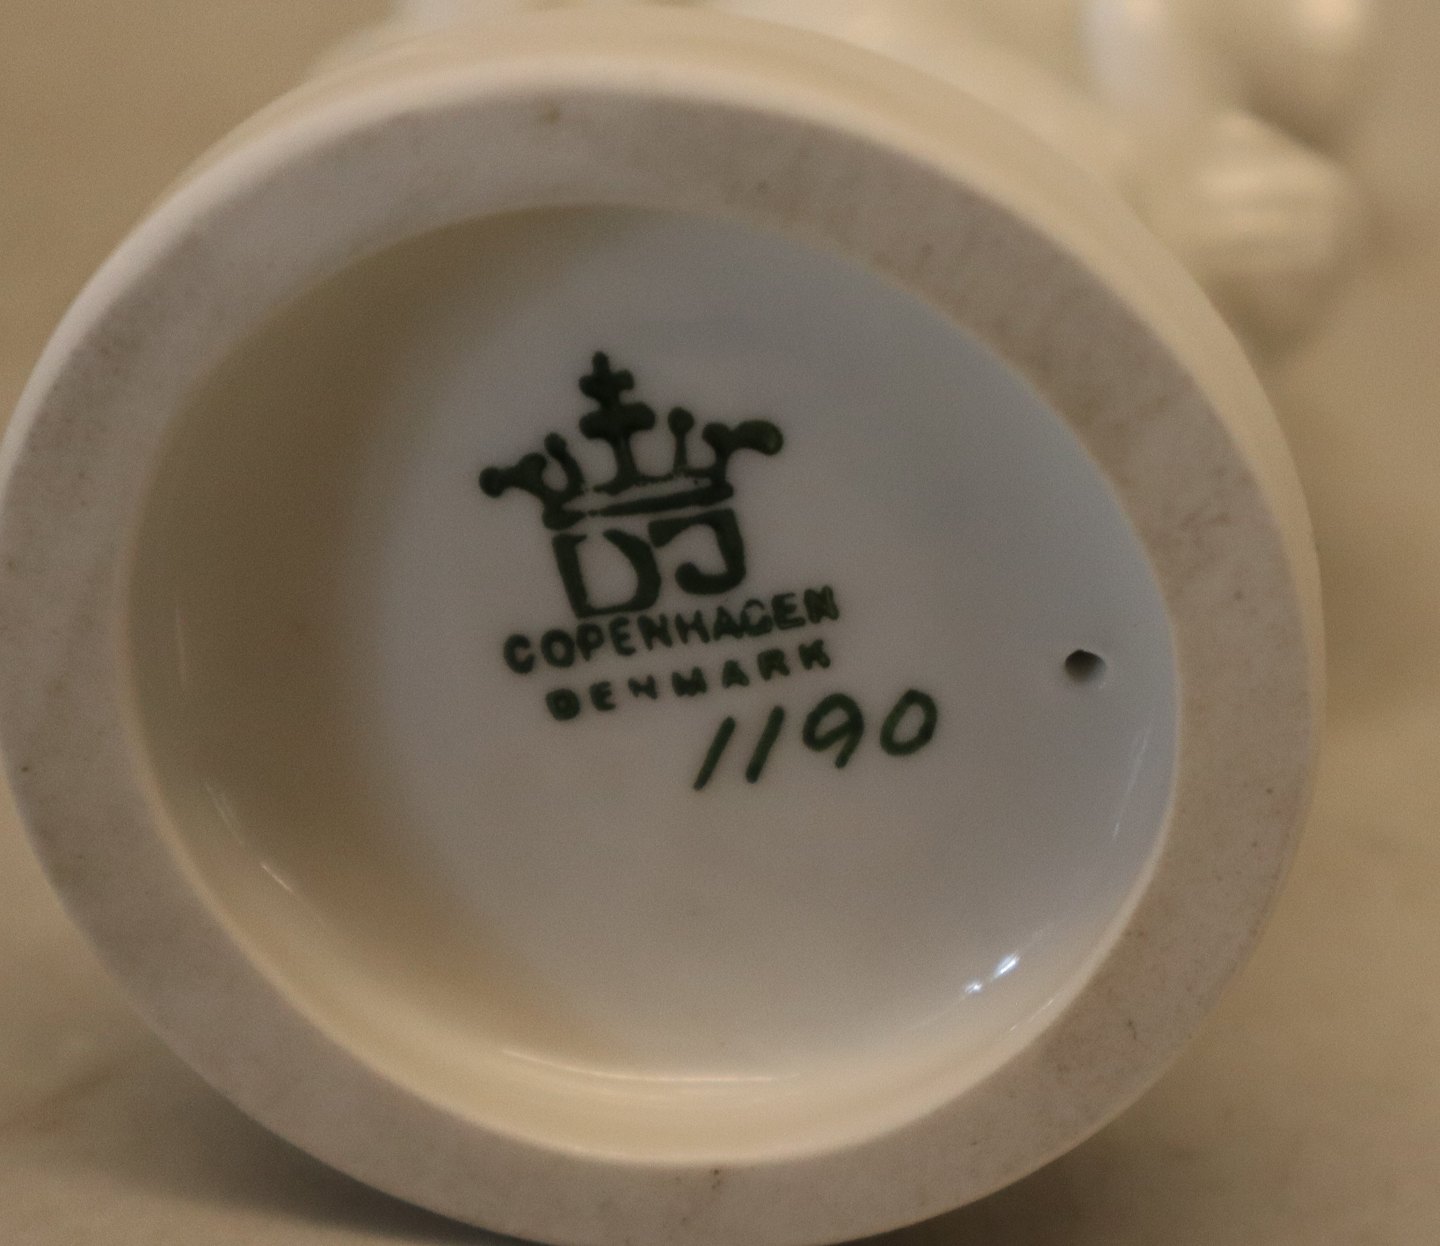 DJ
COPENHAGEN
DENMARK
1190